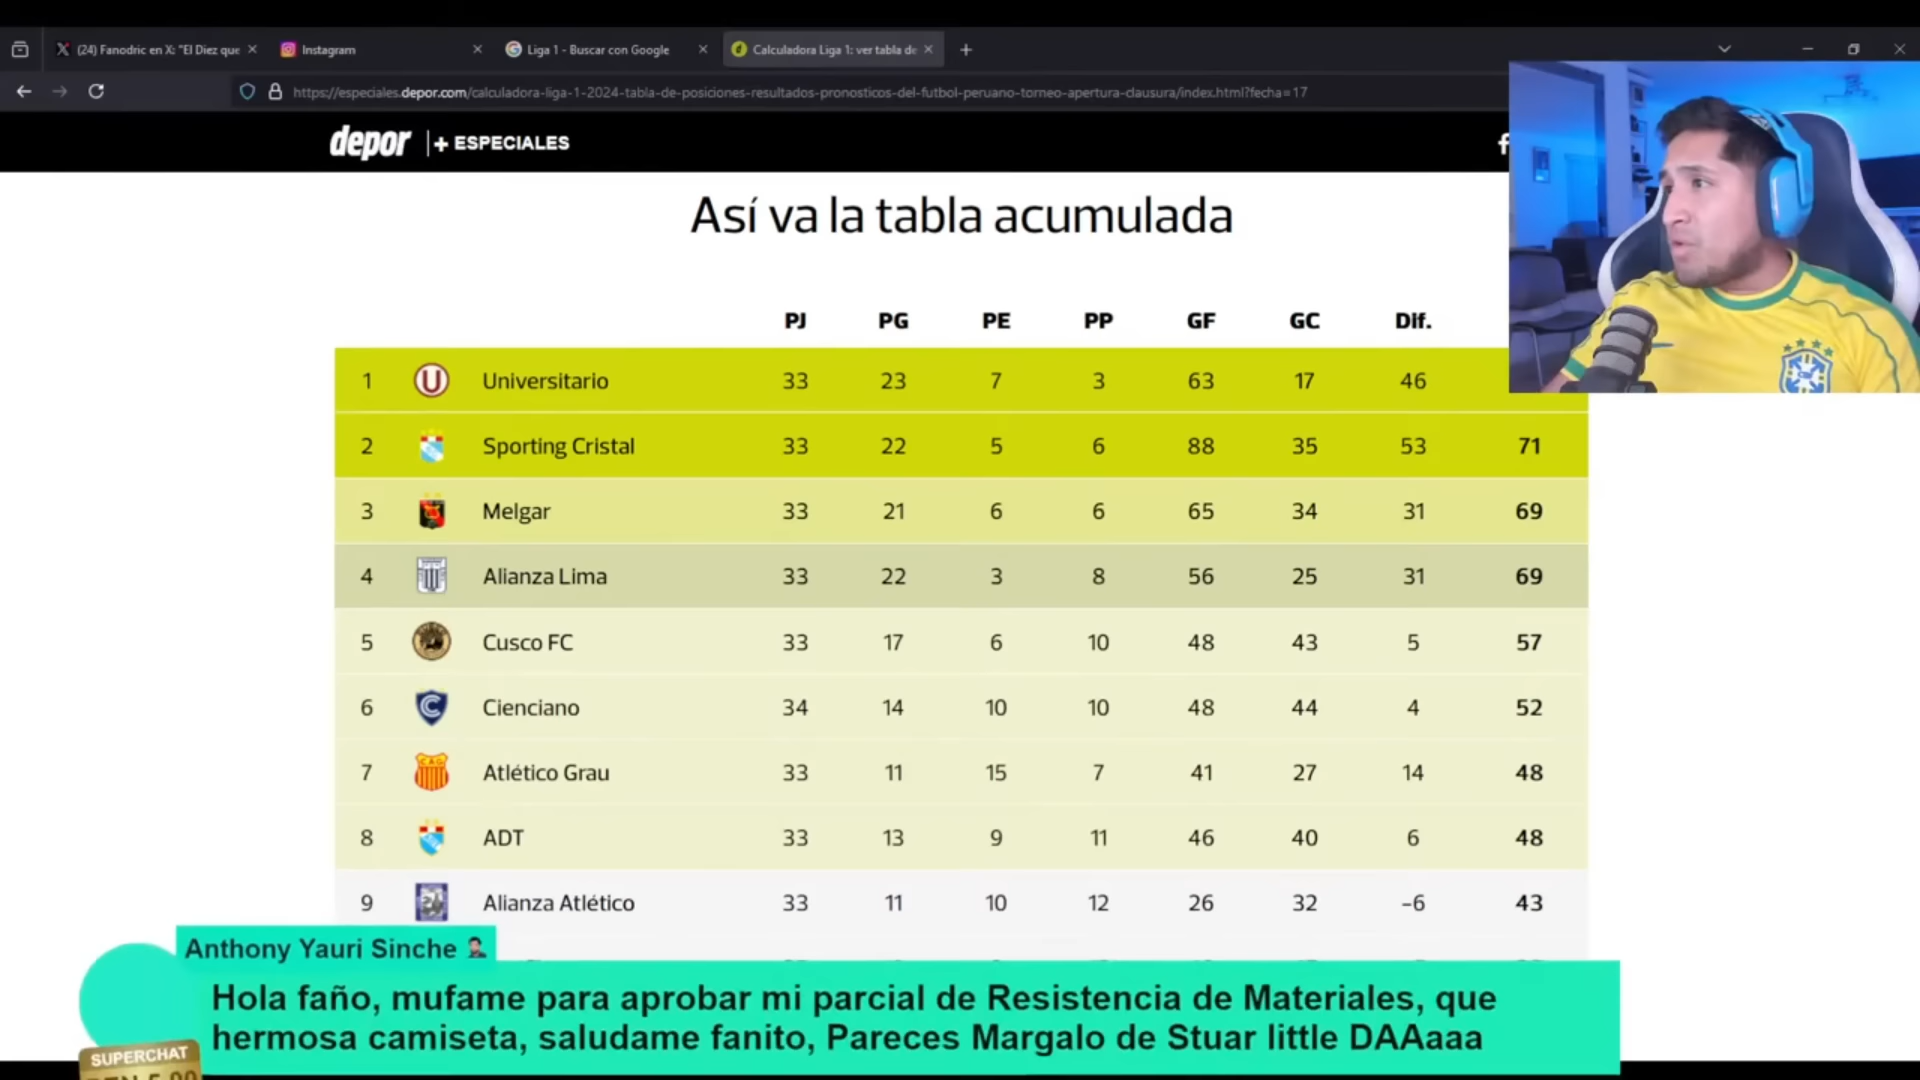 (24) Fanodric en X: "El Diez que
Instagram
Liga 1 - Buscar con Google
Calculadora Liga 1: ver tabla de
https://especiales.depor.com/calculadora-liga-1-2024-tabla-de-posiciones-resultados-pronosticos-del-futbol-peruano-torneo-apertura-clausura/index.html?fecha=17
depor + ESPECIALES
Así va la tabla acumulada
PJ PG PE PP GF GC Dif.
1 Universitario 33 23 7 3 63 17 46
2 Sporting Cristal 33 22 5 6 88 35 53 71
3 Melgar 33 21 6 6 65 34 31 69
4 Alianza Lima 33 22 3 8 56 25 31 69
5 Cusco FC 33 17 6 10 48 43 5 57
6 Cienciano 34 14 10 10 48 44 4 52
7 Atlético Grau 33 11 15 7 41 27 14 48
8 ADT 33 13 9 11 46 40 6 48
9 Alianza Atlético 33 11 10 12 26 32 -6 43
Anthony Yauri Sinche
Hola faño, mufame para aprobar mi parcial de Resistencia de Materiales, que
hermosa camiseta, saludame fanito, Pareces Margalo de Stuar little DAAaaa
SUPERCHAT